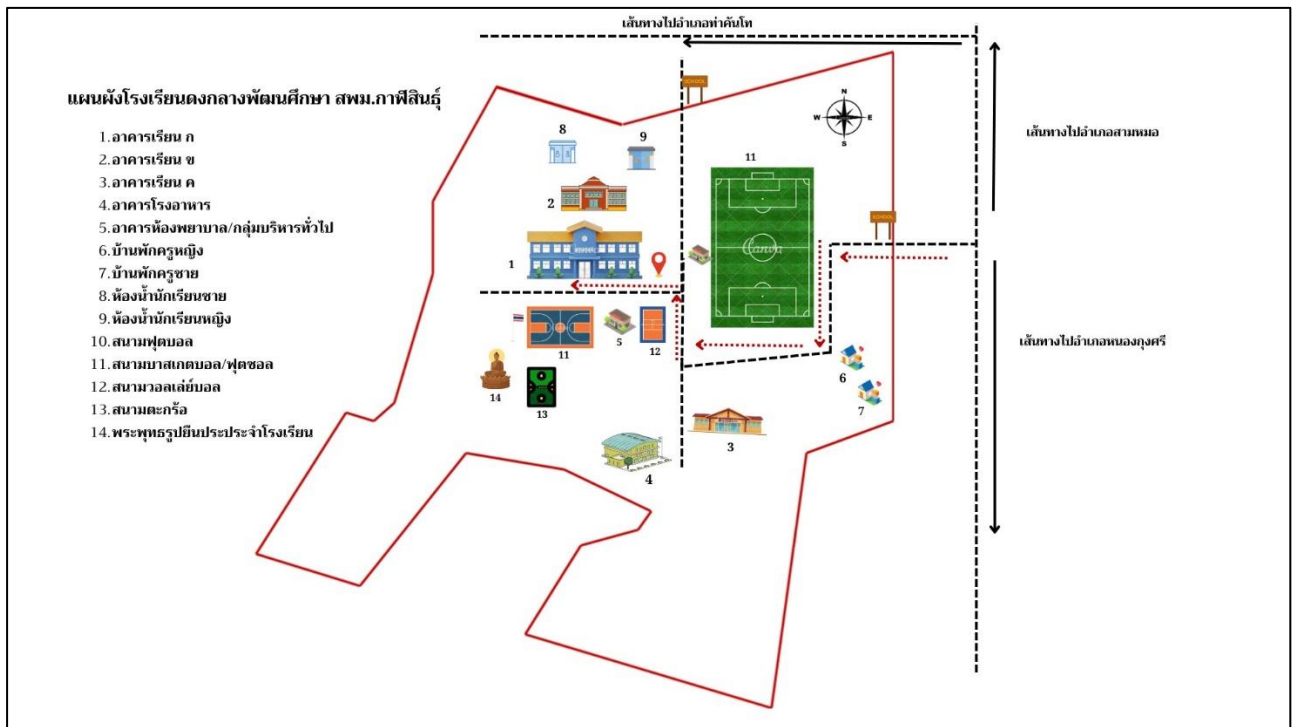 เส้นทางไปอำเภอท่าคันโท
แผนผังโรงเรียนดงกลางพัฒนศึกษา สพม.กาฬสินธุ์
1.อาคารเรียน ก
2.อาคารเรียน ข
3.อาคารเรียน ค
4.อาคารโรงอาหาร
5.อาคารห้องพยาบาล/กลุ่มบริหารทั่วไป
6.บ้านพักครูหญิง
7.บ้านพักครูชาย
8.ห้องน้ำนักเรียนชาย
9.ห้องน้ำนักเรียนหญิง
10.สนามฟุตบอล
11.สนามบาสเกตบอล/ฟุตซอล
12.สนามวอลเล่ย์บอล
13.สนามตะกร้อ
14.พระพุทธรูปยืนประประจำโรงเรียน
SCHOOL
N
W E
S
เส้นทางไปอำเภอสามหมอ
8
9
11
2
SCHOOL
Canva
1
เส้นทางไปอำเภอหนองกุงศรี
5
11
12
6
14
13
7
3
4